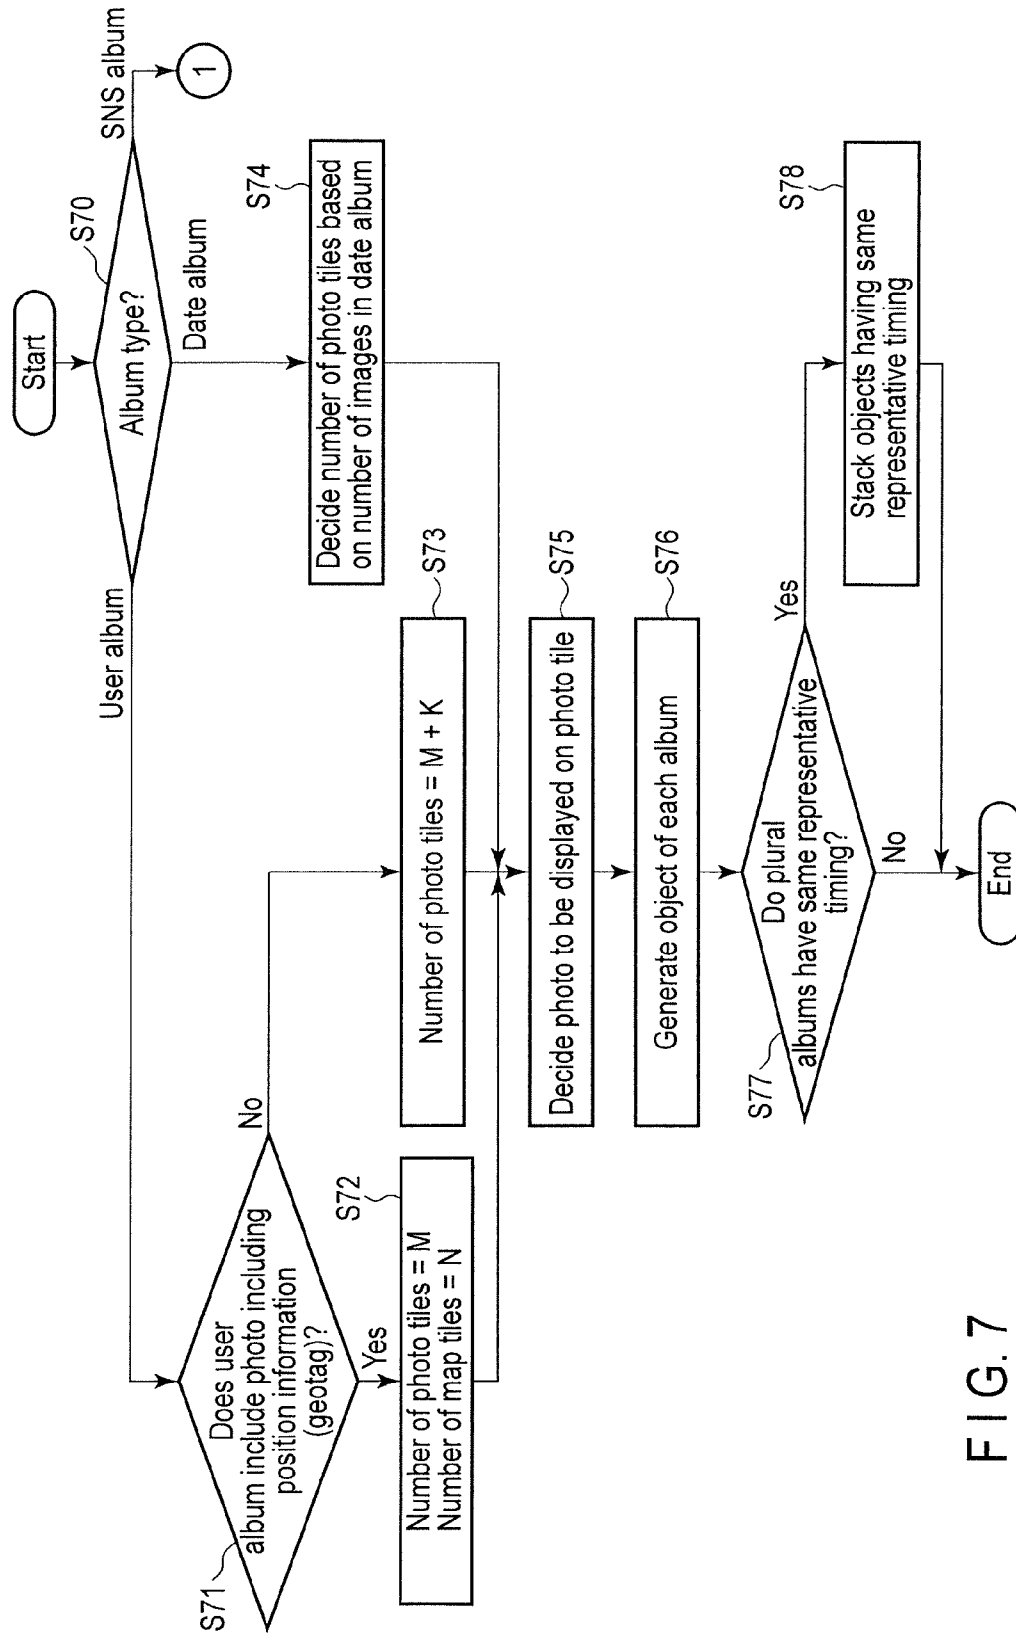 Start
S70
Album type?
SNS album
1
User album
Date album
S71
Does user
album include photo including
position information
(geotag)?
No
Yes
S72
Number of photo tiles = M
Number of map tiles = N
S73
Number of photo tiles = M + K
S74
Decide number of photo tiles based
on number of images in date album
S75
Decide photo to be displayed on photo tile
S76
Generate object of each album
S77
Do plural
albums have same representative
timing?
Yes
No
S78
Stack objects having same
representative timing
End
FIG. 7